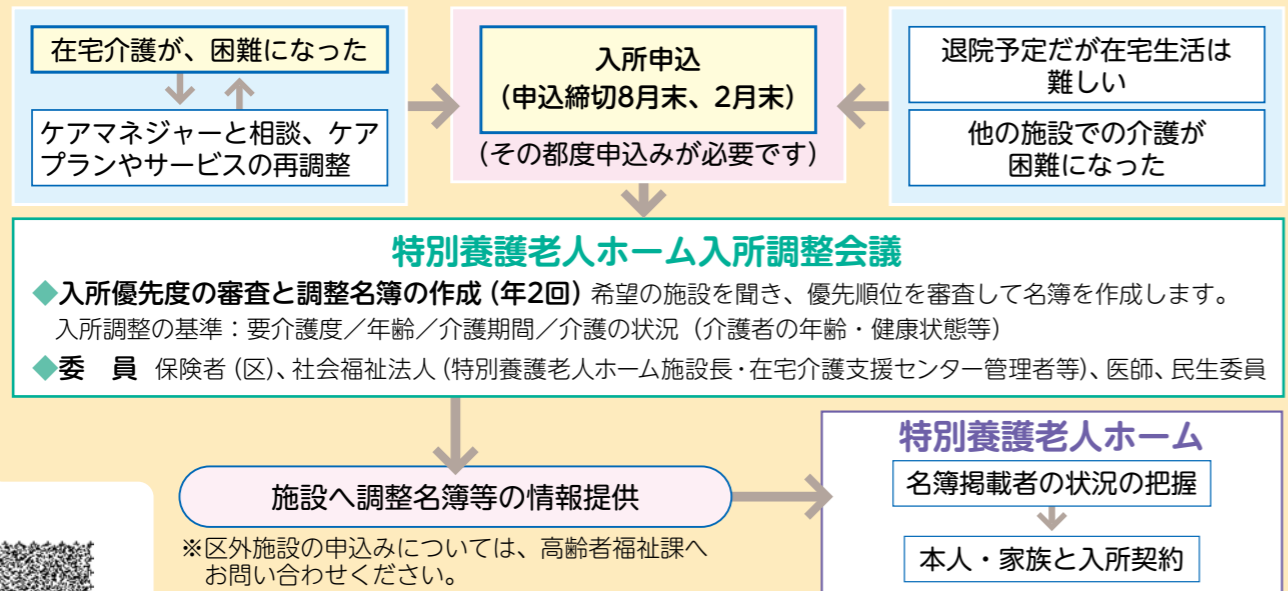 在宅介護が、困難になった
ケアマネジャーと相談、ケア
プランやサービスの再調整
入所申込
（申込締切8月末、2月末）
（その都度申込みが必要です）
退院予定だが在宅生活は
難しい
他の施設での介護が
困難になった
特別養護老人ホーム入所調整会議
◆入所優先度の審査と調整名簿の作成（年2回）希望の施設を聞き、優先順位を審査して名簿を作成します。
入所調整の基準：要介護度／年齢／介護期間／介護の状況（介護者の年齢・健康状態等）
◆委　員　保険者（区）、社会福祉法人（特別養護老人ホーム施設長・在宅介護支援センター管理者等）、医師、民生委員
施設へ調整名簿等の情報提供
※区外施設の申込みについては、高齢者福祉課へ
お問い合わせください。
特別養護老人ホーム
名簿掲載者の状況の把握
本人・家族と入所契約